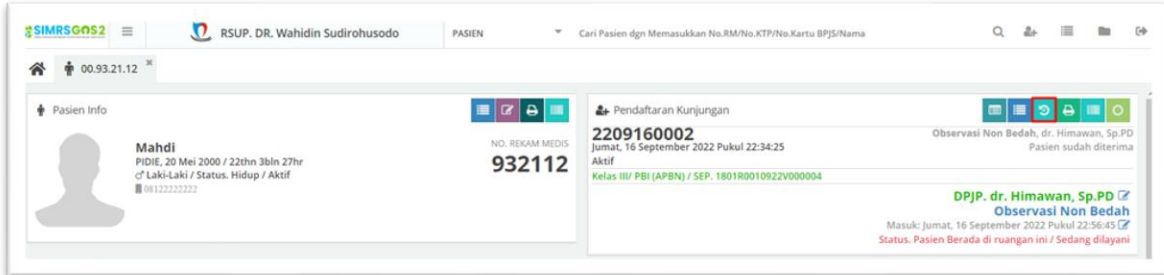 SIMRSGOS2
RSUP. DR. Wahidin Sudirohusodo
PASIEN
Cari Pasien dgn Memasukkan No.RM/No.KTP/No.Kartu BPJS/Nama
00.93.21.12
Pasien Info
Mahdi
PIDIE, 20 Mei 2000 / 22thn 3bln 27hr
Laki-Laki / Status. Hidup / Aktif
08122222222
NO. REKAM MEDIS
932112
Pendaftaran Kunjungan
2209160002
Jumat, 16 September 2022 Pukul 22:34:25
Aktif
Observasi Non Bedah, dr. Himawan, Sp.PD
Pasien sudah diterima
Kelas III/ PBI (APBN) / SEP. 1801R0010922V000004
DPJP. dr. Himawan, Sp.PD
Observasi Non Bedah
Masuk: Jumat, 16 September 2022 Pukul 22:56:45
Status. Pasien Berada di ruangan ini / Sedang dilayani